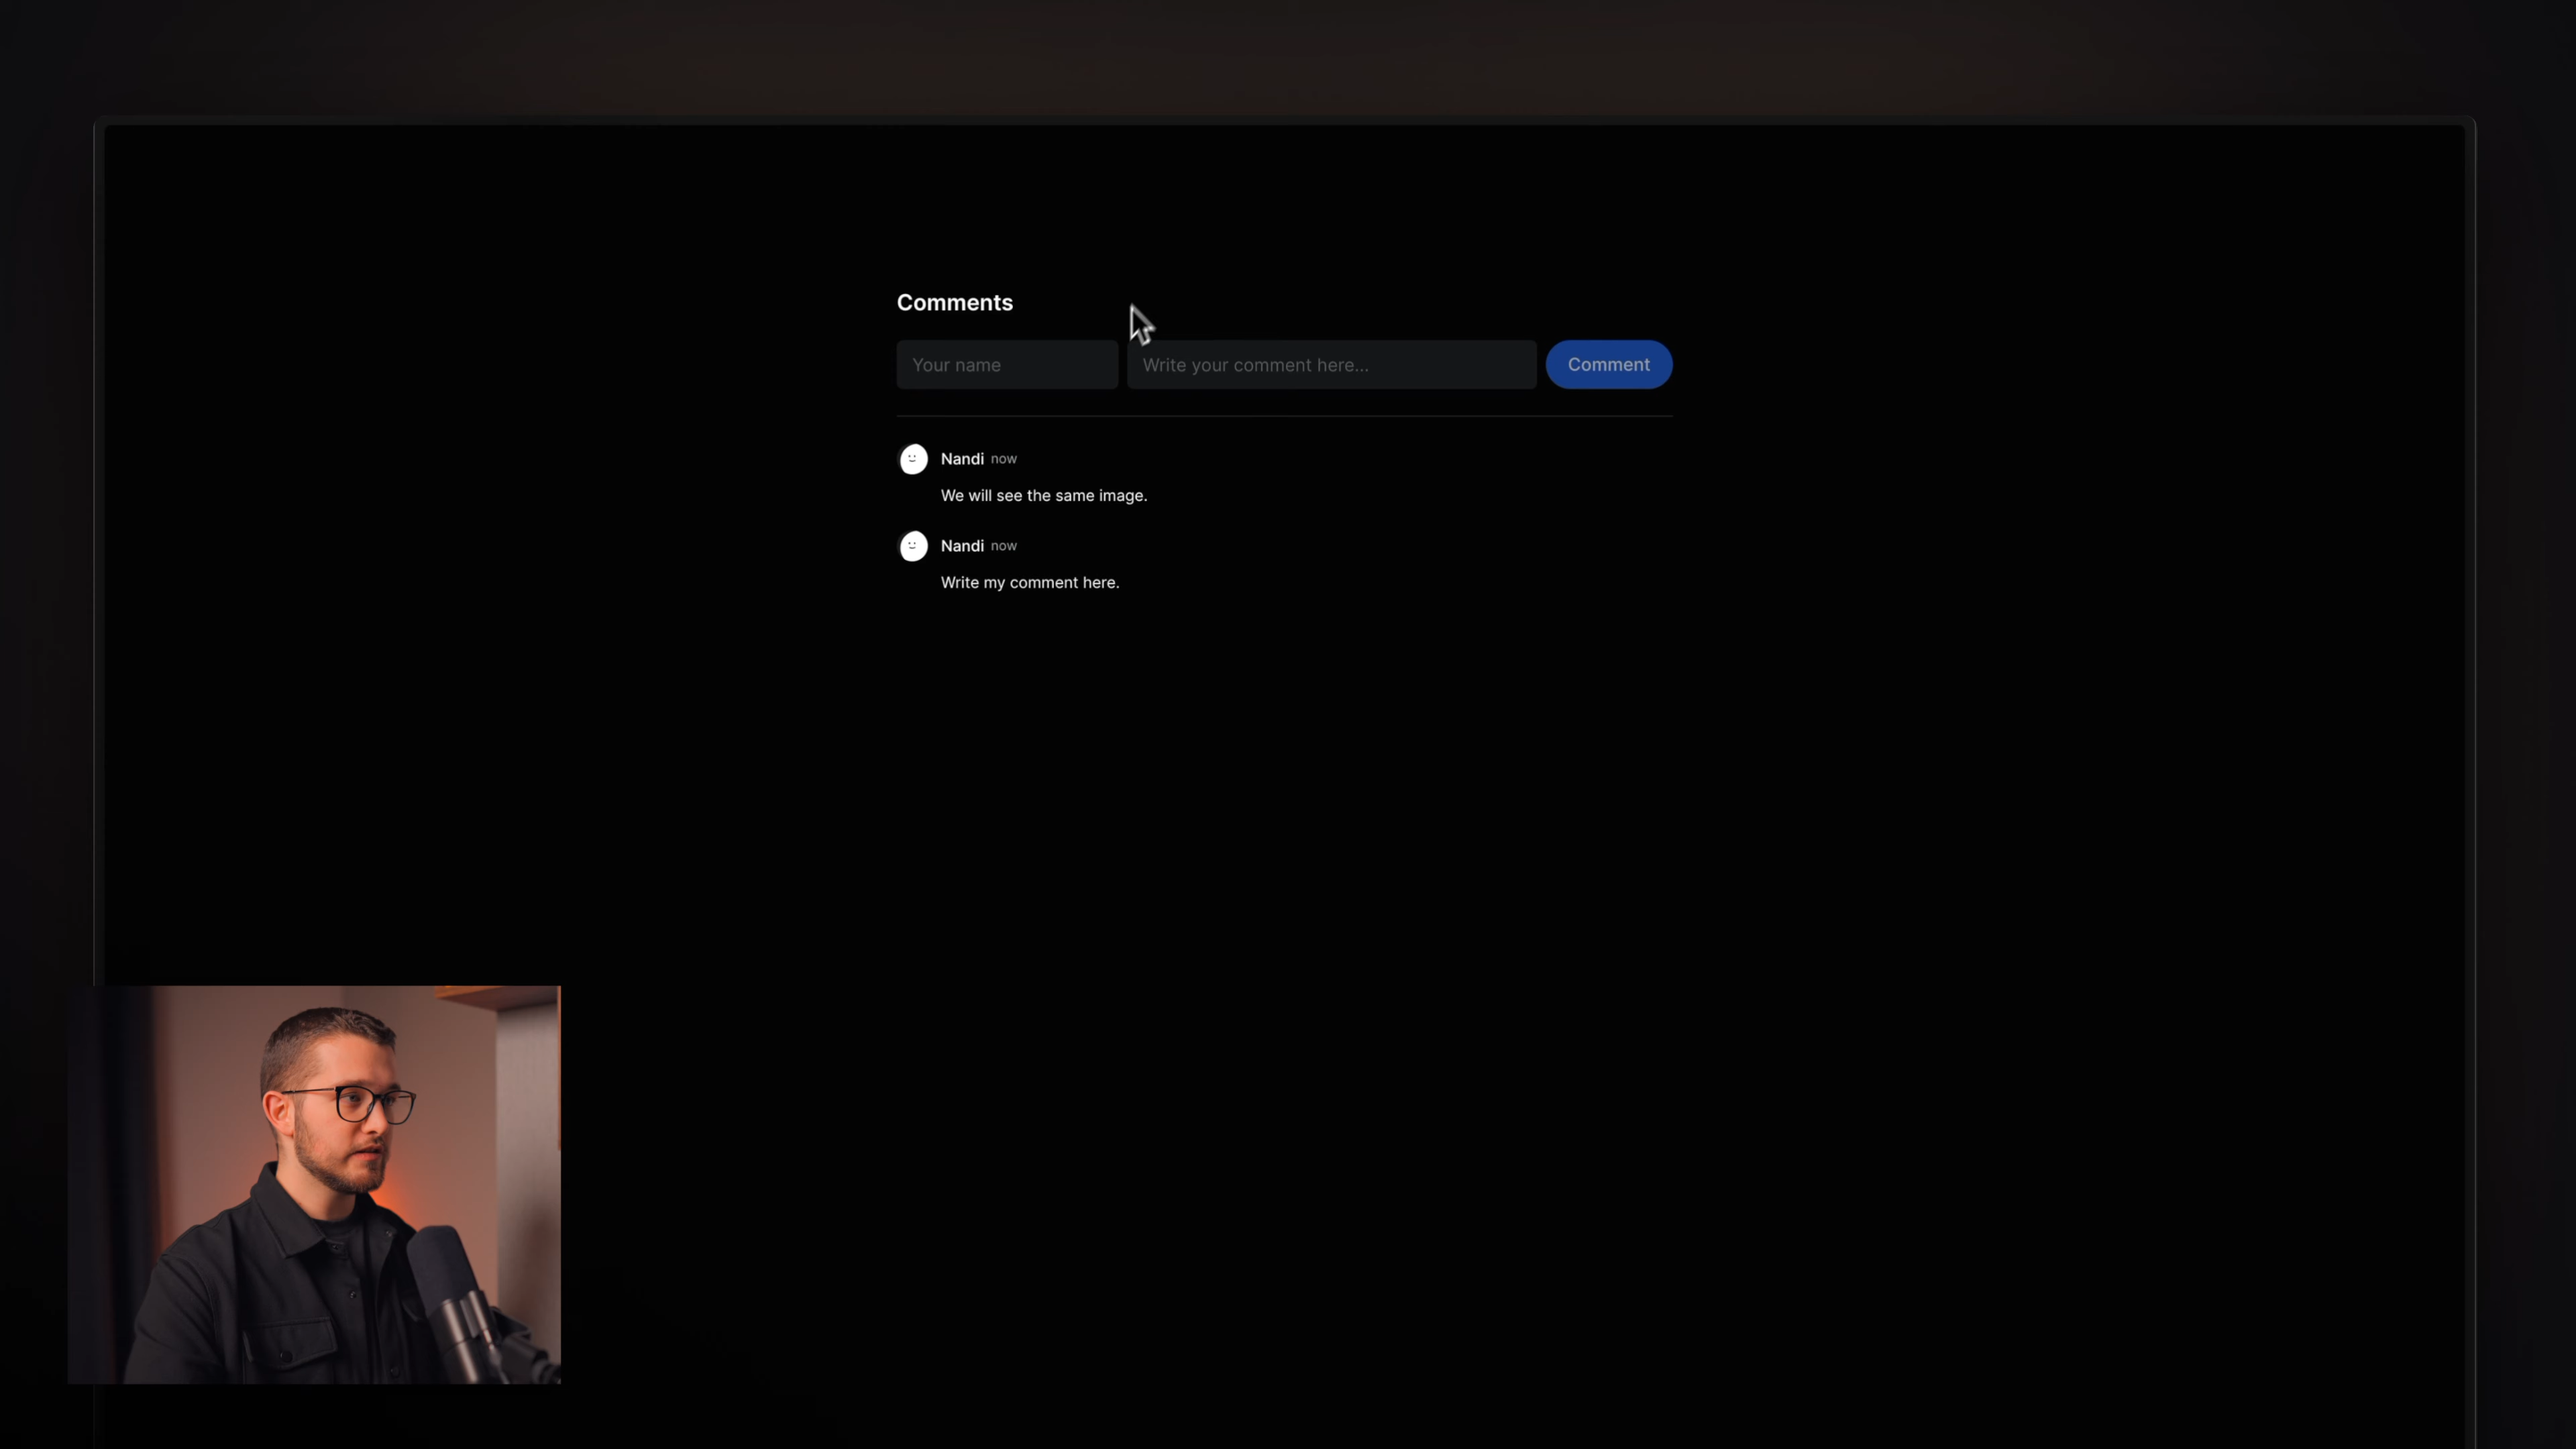 Comments
Your name
Write your comment here...
Comment
Nandi now
We will see the same image.
Nandi now
Write my comment here.